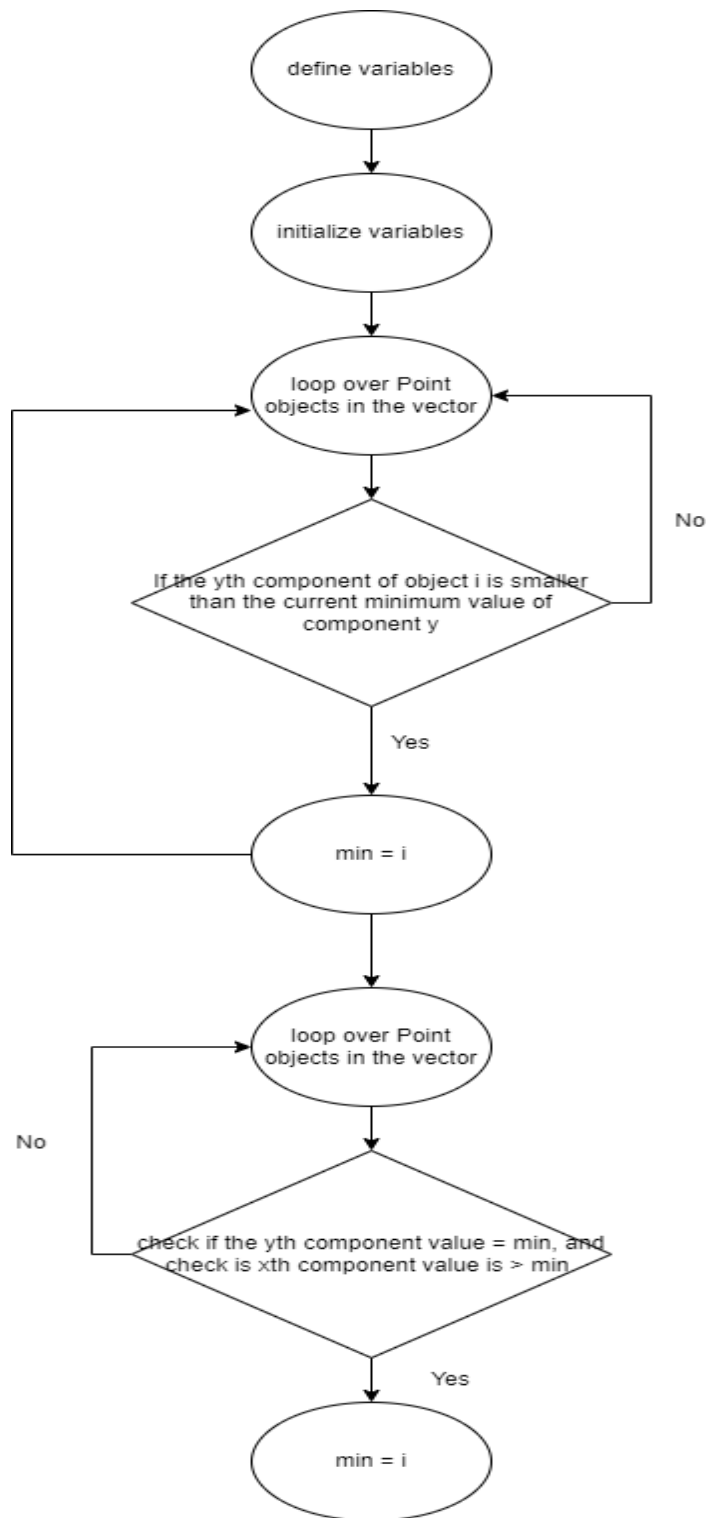 define variables
initialize variables
loop over Point
objects in the vector
No
If the yth component of object i is smaller
than the current minimum value of
component y
Yes
min = i
loop over Point
objects in the vector
No
check if the yth component value = min, and
check is xth component value is > min
Yes
min = i